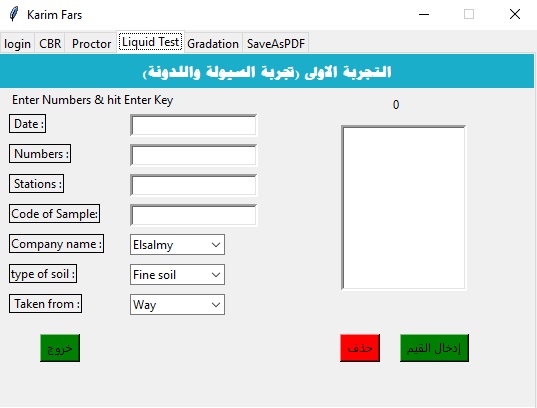 Karim Fars
login CBR Proctor Liquid Test Gradation SaveAsPDF
التجربة الاولى (تجربة السيولة واللدونة)
Enter Numbers & hit Enter Key
0
Date :
Numbers :
Stations :
Code of Sample:
Company name : Elsalmy
type of soil : Fine soil
Taken from : Way
خروج
حذف
إدخال القيم